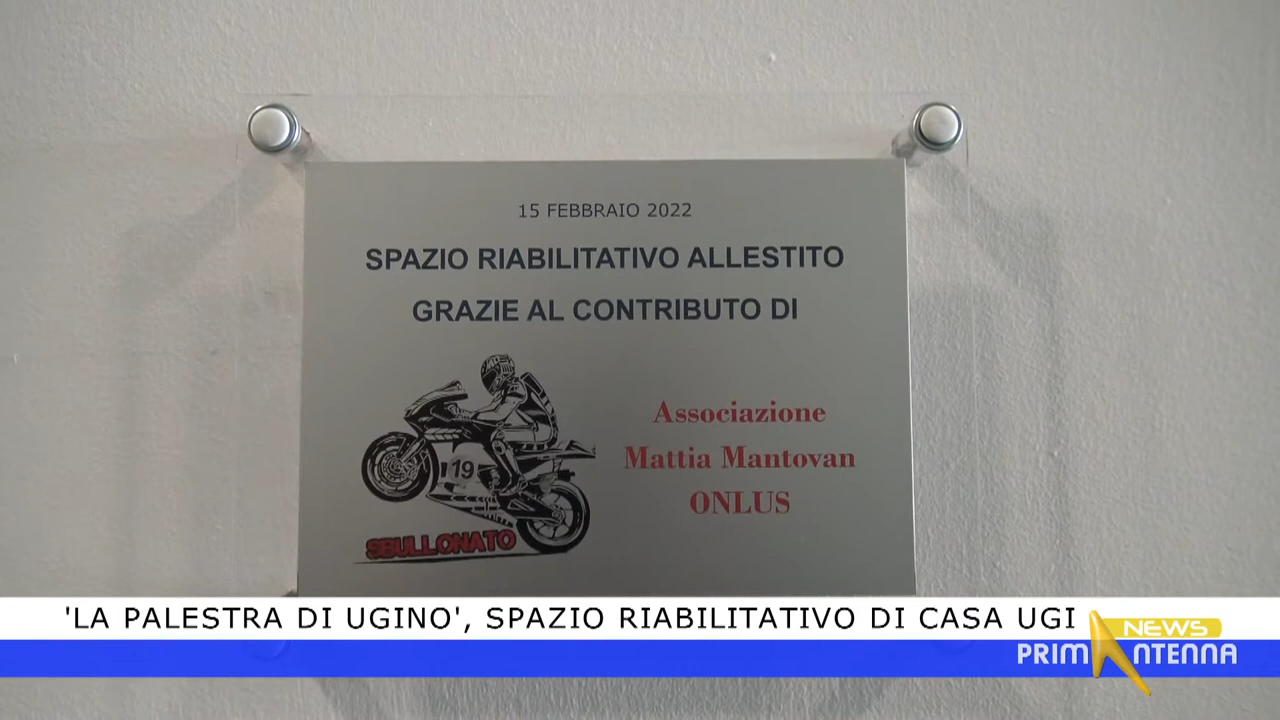 15 FEBBRAIO 2022
SPAZIO RIABILITATIVO ALLESTITO
GRAZIE AL CONTRIBUTO DI
19
SBULLONATO
Associazione
Mattia Mantovan
ONLUS
'LA PALESTRA DI UGINO', SPAZIO RIABILITATIVO DI CASA UGI
NEWS
PRIMANTENNA